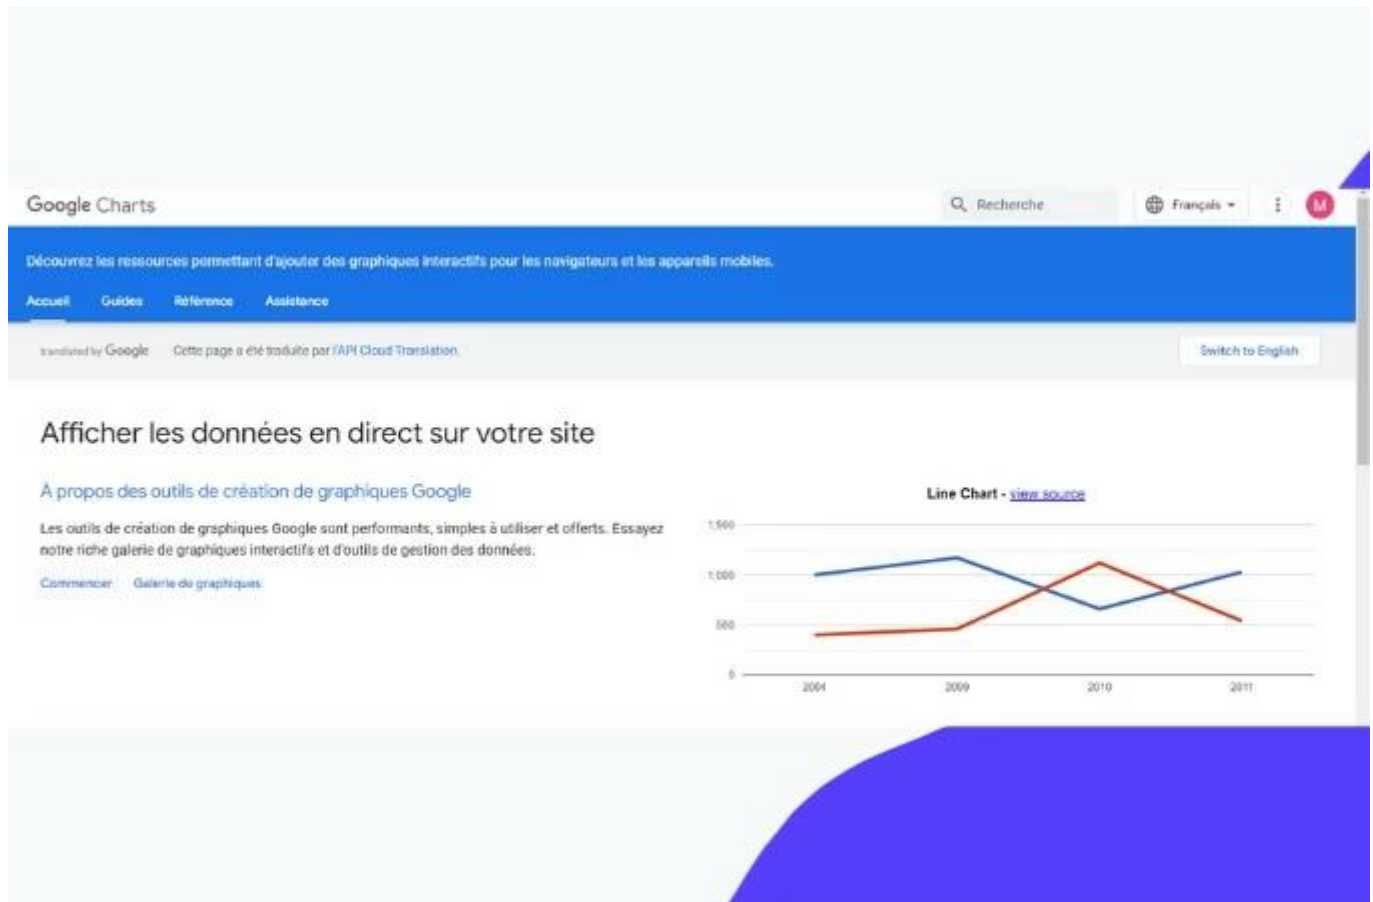 Google Charts
Recherche
Français
M
Découvrez les ressources permettant d'ajouter des graphiques interactifs pour les navigateurs et les appareils mobiles.
Accueil Guides Référence Assistance
translated by Google Cette page a été traduite par l'API Cloud Translation.
Switch to English
Afficher les données en direct sur votre site
A propos des outils de création de graphiques Google
Les outils de création de graphiques Google sont performants, simples à utiliser et offerts. Essayez
notre riche galerie de graphiques interactifs et d'outils de gestion des données.
Commencer Galerie de graphiques
Line Chart - view source
1,500
1,000
500
0
2004 2009 2010 2011